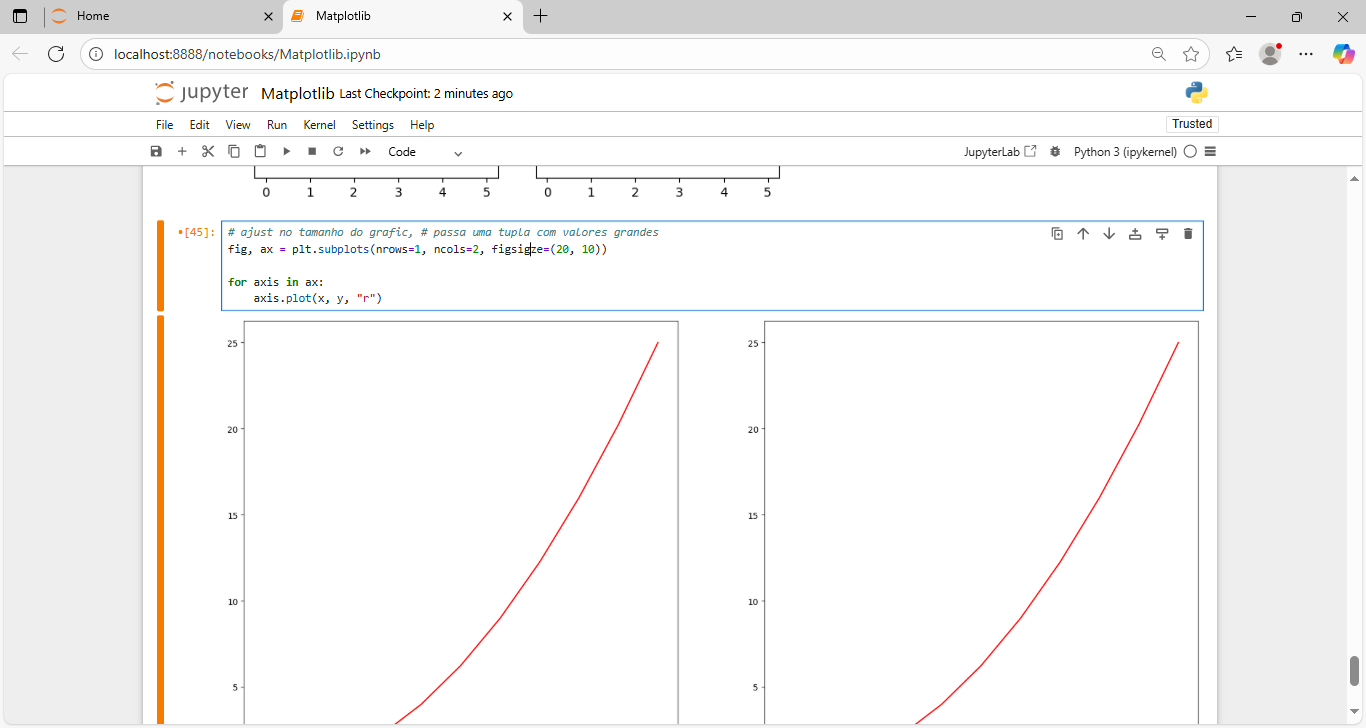 Home
Matplotlib
localhost:8888/notebooks/Matplotlib.ipynb
jupyter Matplotlib Last Checkpoint: 2 minutes ago
File Edit View Run Kernel Settings Help
Trusted
Code
JupyterLab
Python 3 (ipykernel)
0 1 2 3 4 5
0 1 2 3 4 5
•[45]:
# ajust no tamanho do grafic, # passa uma tupla com valores grandes
fig, ax = plt.subplots(nrows=1, ncols=2, figsigze=(20, 10))
for axis in ax:
axis.plot(x, y, "r")
25
20
15
10
5
25
20
15
10
5